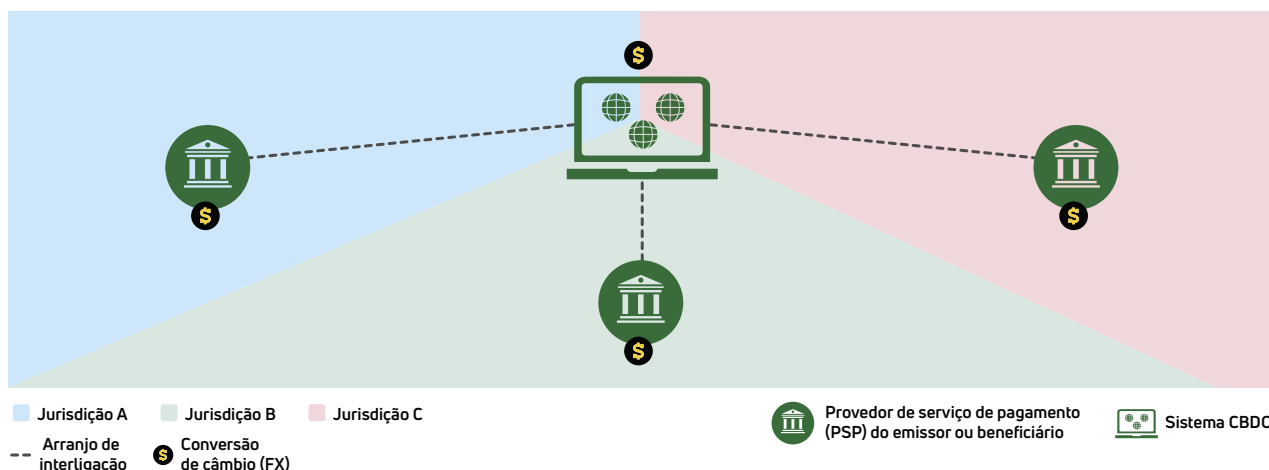 Jurisdição A
Jurisdição B
Jurisdição C
Arranjo de
interligação
Conversão
de câmbio (FX)
Provedor de serviço de pagamento
(PSP) do emissor ou beneficiário
Sistema CBDC